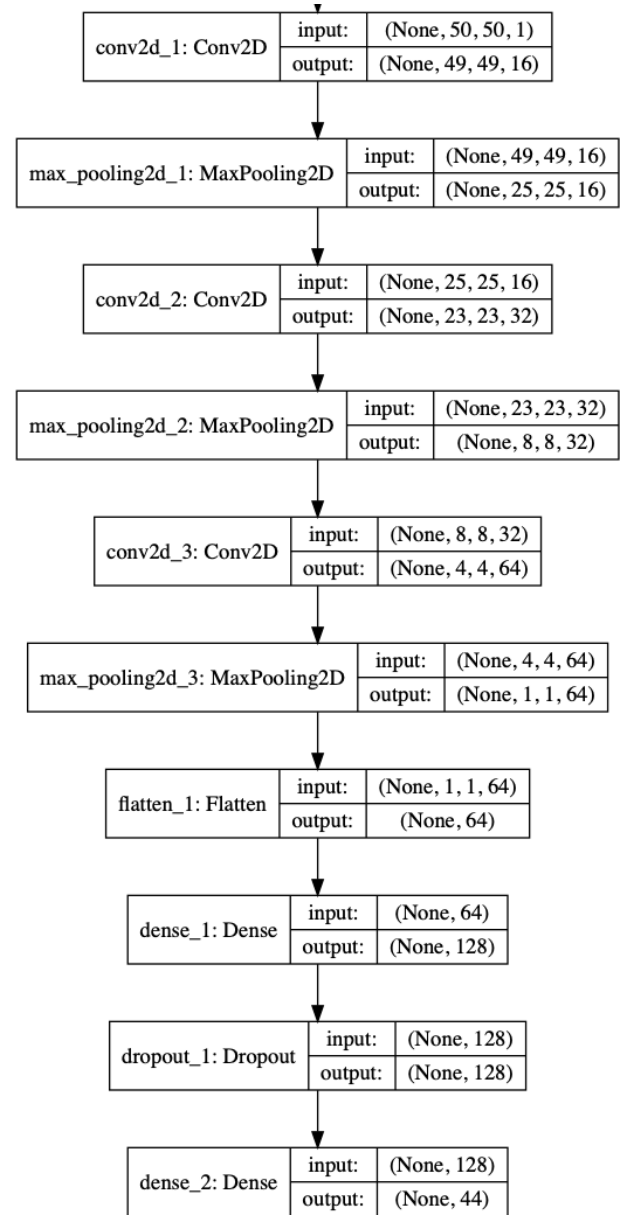 conv2d_1: Conv2D
input: (None, 50, 50, 1)
output: (None, 49, 49, 16)
max_pooling2d_1: MaxPooling2D
input: (None, 49, 49, 16)
output: (None, 25, 25, 16)
conv2d_2: Conv2D
input: (None, 25, 25, 16)
output: (None, 23, 23, 32)
max_pooling2d_2: MaxPooling2D
input: (None, 23, 23, 32)
output: (None, 8, 8, 32)
conv2d_3: Conv2D
input: (None, 8, 8, 32)
output: (None, 4, 4, 64)
max_pooling2d_3: MaxPooling2D
input: (None, 4, 4, 64)
output: (None, 1, 1, 64)
flatten_1: Flatten
input: (None, 1, 1, 64)
output: (None, 64)
dense_1: Dense
input: (None, 64)
output: (None, 128)
dropout_1: Dropout
input: (None, 128)
output: (None, 128)
dense_2: Dense
input: (None, 128)
output: (None, 44)